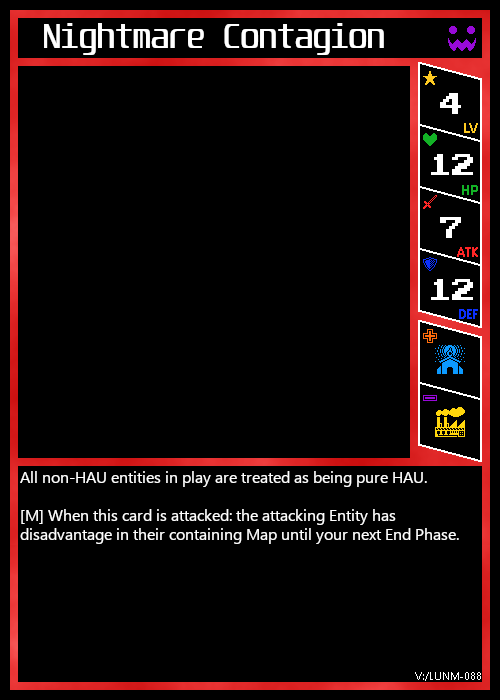 Nightmare Contagion
4
LV
12
HP
7
ATK
12
DEF
All non-HAU entities in play are treated as being pure HAU.
[M] When this card is attacked: the attacking Entity has
disadvantage in their containing Map until your next End Phase.
V:/LUNM-088